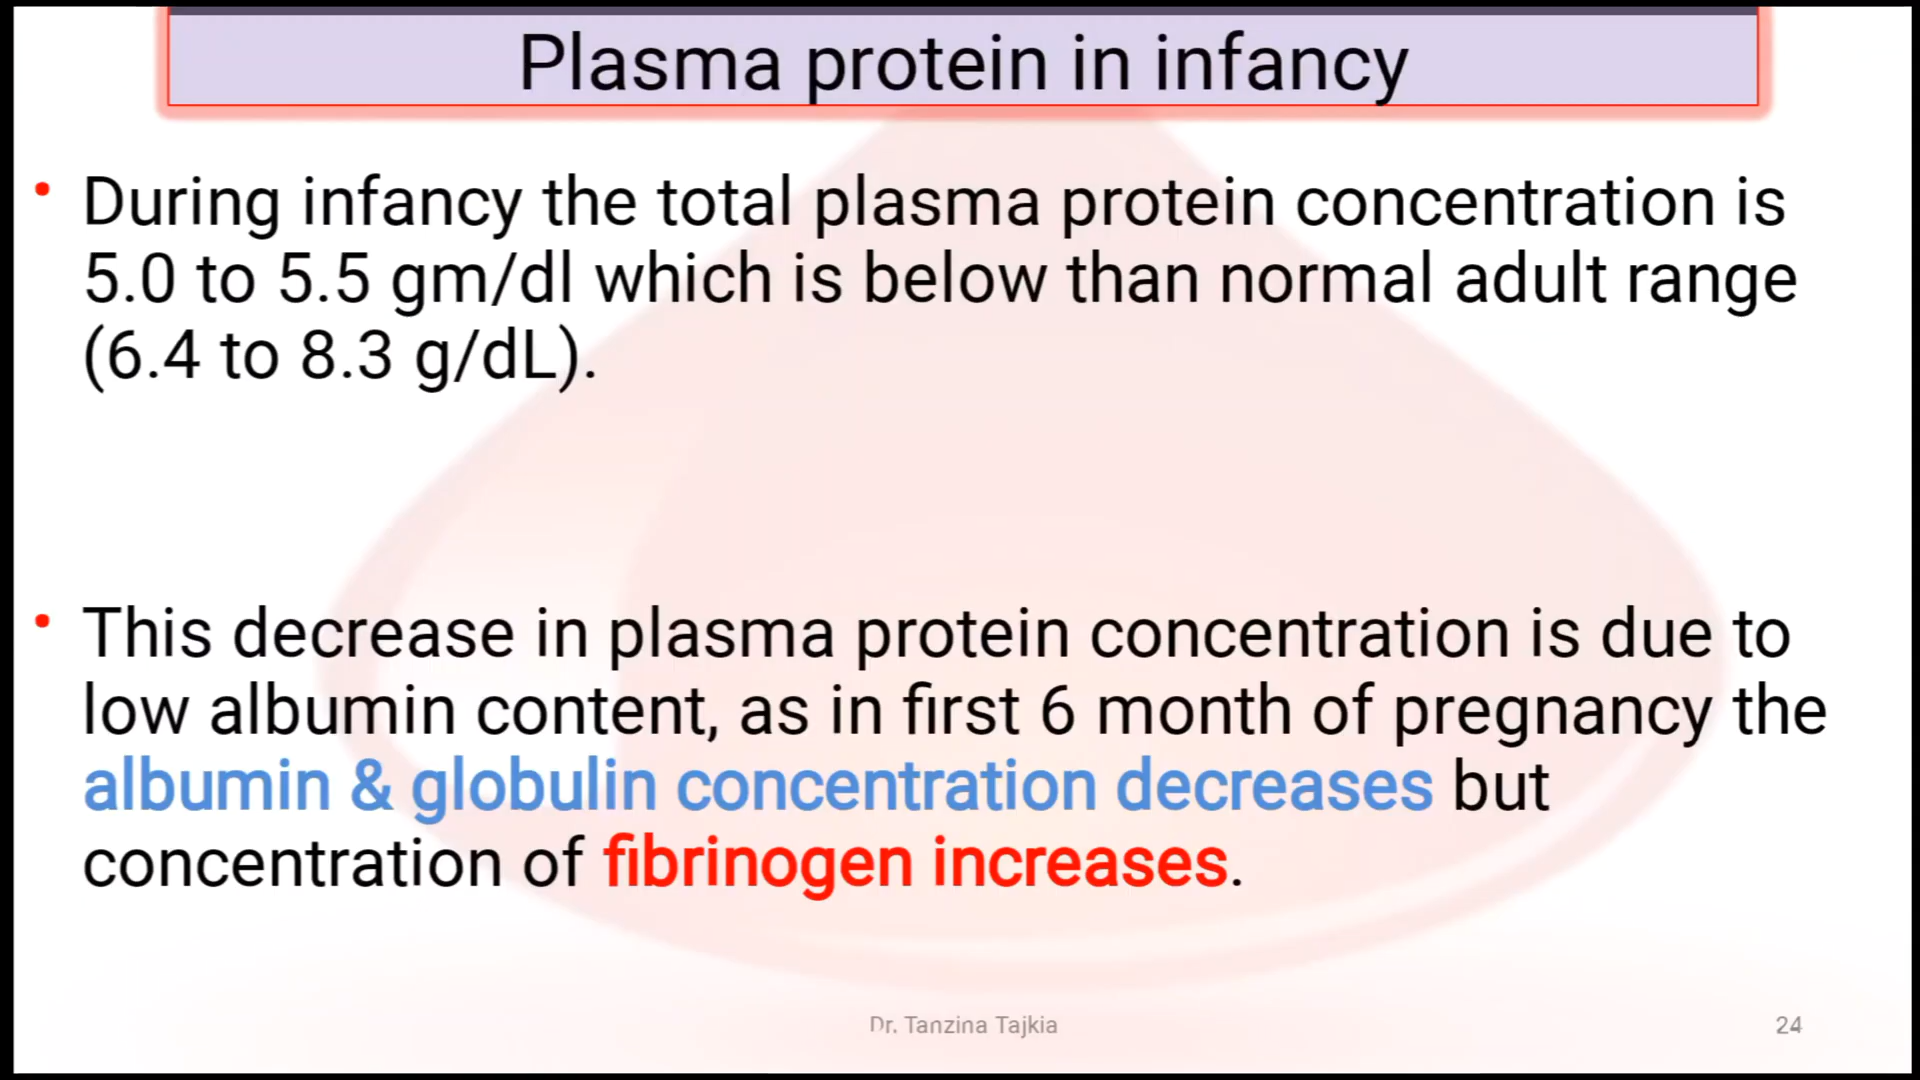 Plasma protein in infancy
• During infancy the total plasma protein concentration is
5.0 to 5.5 gm/dl which is below than normal adult range
(6.4 to 8.3 g/dL).
• This decrease in plasma protein concentration is due to
low albumin content, as in first 6 month of pregnancy the
albumin & globulin concentration decreases but
concentration of fibrinogen increases.
Dr. Tanzina Tajkia
24